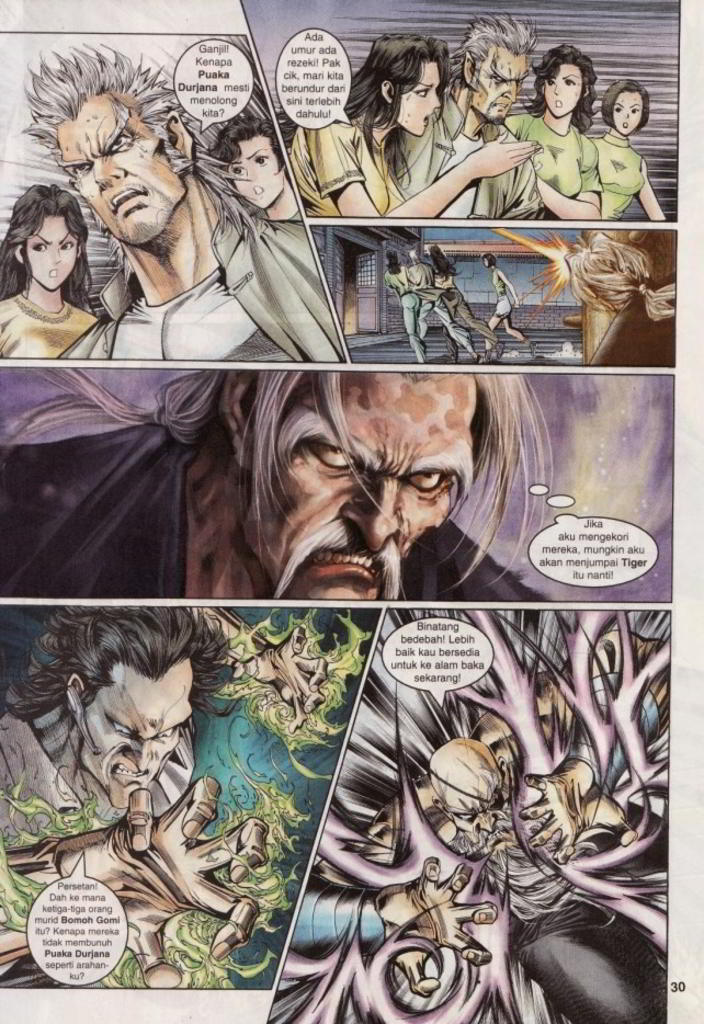 Ganjil!
Kenapa
Puaka
Durjana mesti
menolong
kita?
Ada
umur ada
rezeki! Pak
cik, mari kita
berundur dari
sini terlebih
dahulu!
Jika
aku mengekori
mereka, mungkin aku
akan menjumpai Tiger
itu nanti!
Persetan!
Dah ke mana
ketiga-tiga orang
murid Bomoh Gomi
itu? Kenapa mereka
tidak membunuh
Puaka Durjana
seperti arahan-
ku?
Binatang
bedebah! Lebih
baik kau bersedia
untuk ke alam baka
sekarang!
30